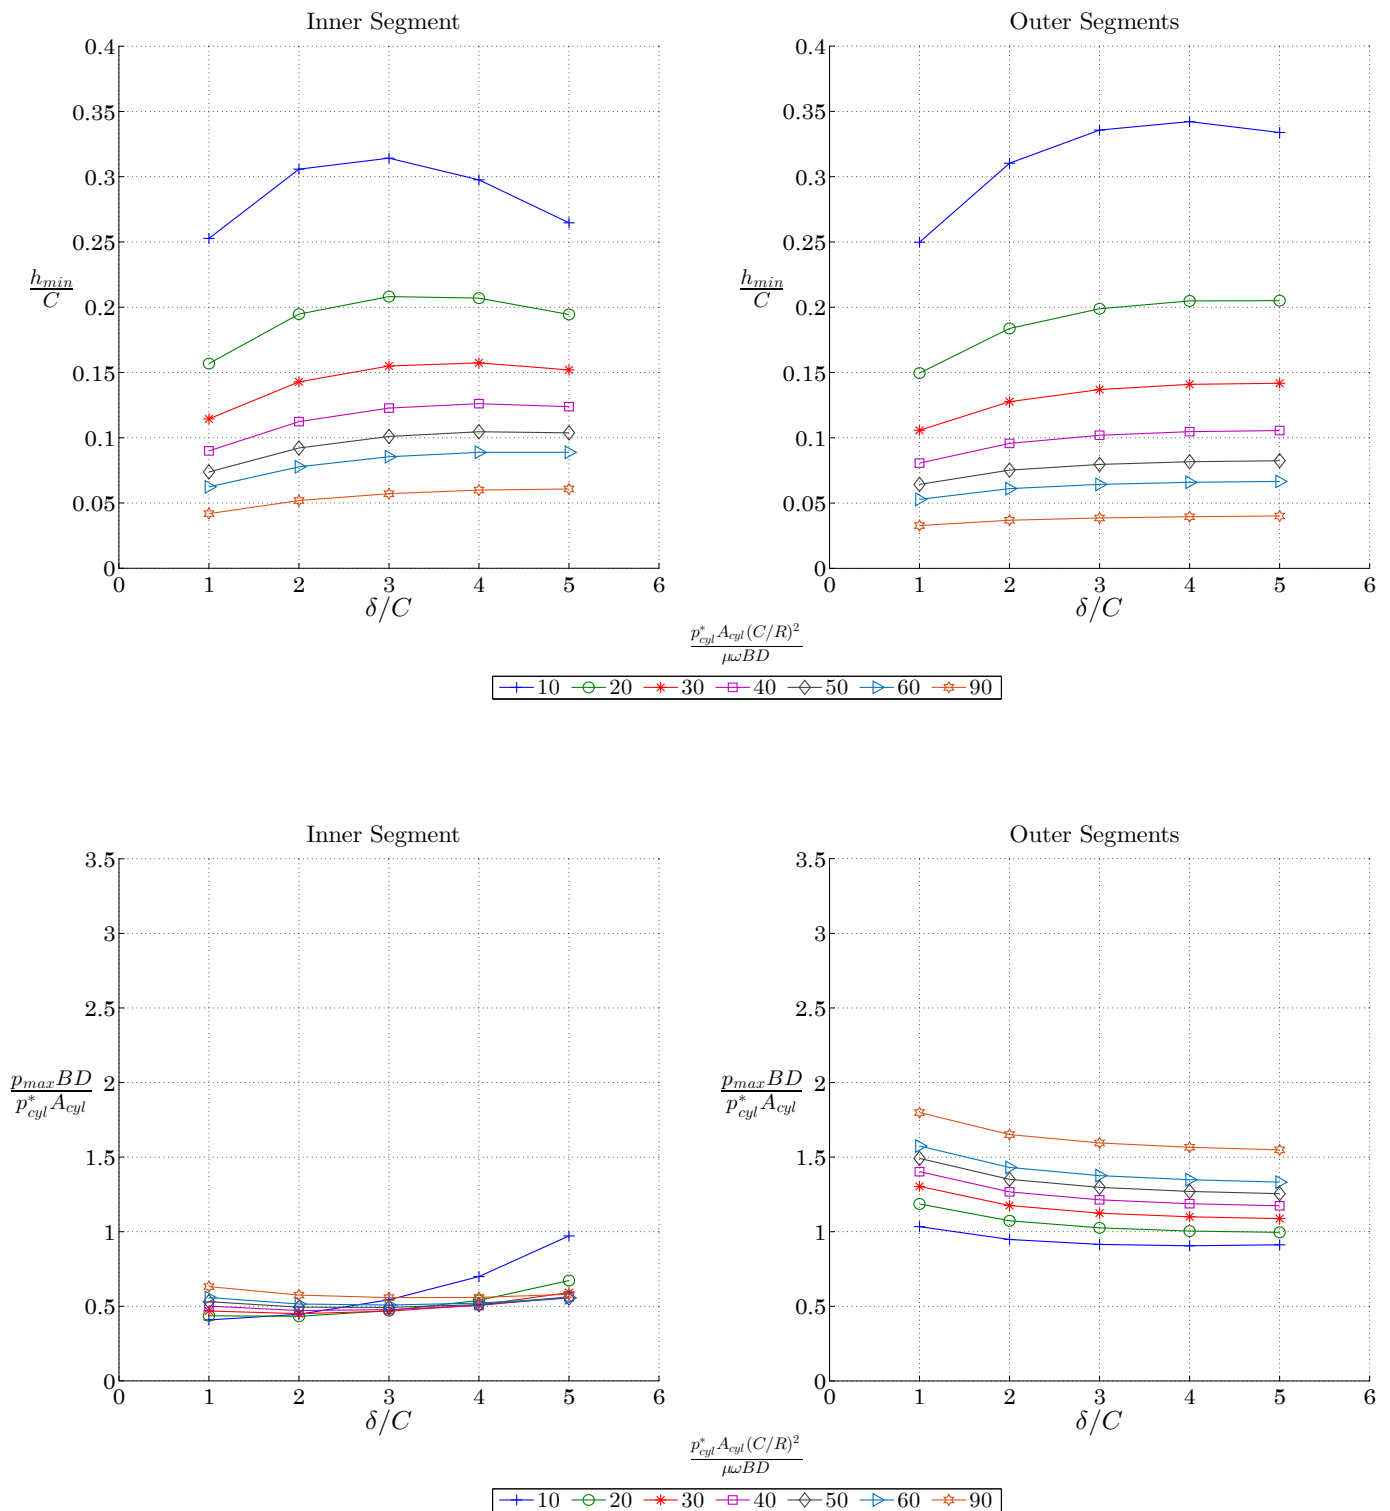 Inner Segment
0.4
0.35
0.3
0.25
0.2
0.15
0.1
0.05
0
h_min/C
0 1 2 3 4 5 6
δ/C
Outer Segments
0.4
0.35
0.3
0.25
0.2
0.15
0.1
0.05
0
h_min/C
0 1 2 3 4 5 6
δ/C
p*_cyl A_cyl (C/R)^2
μωBD
10 20 30 40 50 60 90
Inner Segment
3.5
3
2.5
2
1.5
1
0.5
0
p_max BD
p*_cyl A_cyl
0 1 2 3 4 5 6
δ/C
Outer Segments
3.5
3
2.5
2
1.5
1
0.5
0
p_max BD
p*_cyl A_cyl
0 1 2 3 4 5 6
δ/C
p*_cyl A_cyl (C/R)^2
μωBD
10 20 30 40 50 60 90